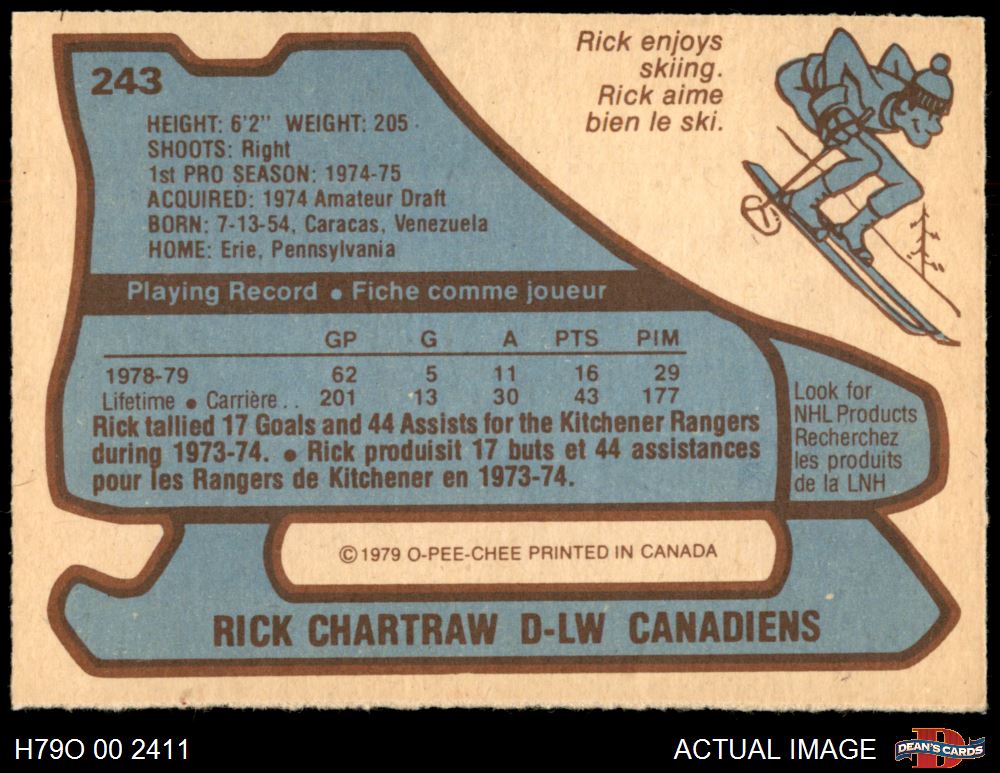 243
Rick enjoys
skiing.
Rick aime
bien le ski.
HEIGHT: 6'2" WEIGHT: 205
SHOOTS: Right
1st PRO SEASON: 1974-75
ACQUIRED: 1974 Amateur Draft
BORN: 7-13-54, Caracas, Venezuela
HOME: Erie, Pennsylvania
Playing Record ● Fiche comme joueur
GP G A PTS PIM
1978-79 62 5 11 16 29
Lifetime ● Carrière.. 201 13 30 43 177
Rick tallied 17 Goals and 44 Assists for the Kitchener Rangers
during 1973-74. ● Rick produisit 17 buts et 44 assistances
pour les Rangers de Kitchener en 1973-74.
Look for
NHL Products
Recherchez
les produits
de la LNH
© 1979 O-PEE-CHEE PRINTED IN CANADA
RICK CHARTRAW D-LW CANADIENS
H79O 00 2411
ACTUAL IMAGE
D
DEAN'S CARDS